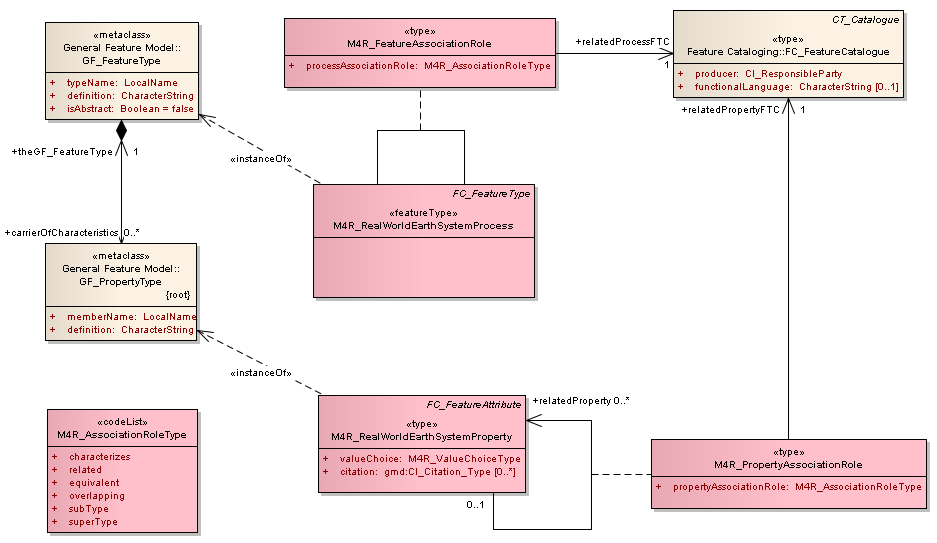 «metaclass»
General Feature Model::
GF_FeatureType
+ typeName: LocalName
+ definition: CharacterString
+ isAbstract: Boolean = false
«type»
M4R_FeatureAssociationRole
+ processAssociationRole: M4R_AssociationRoleType
+relatedProcessFTC
1
CT_Catalogue
«type»
Feature Cataloging::FC_FeatureCatalogue
+ producer: CI_ResponsibleParty
+ functionalLanguage: CharacterString [0..1]
+relatedPropertyFTC
1
+theGF_FeatureType
1
«instanceOf»
FC_FeatureType
«featureType»
M4R_RealWorldEarthSystemProcess
+carrierOfCharacteristics
0..*
«metaclass»
General Feature Model::
GF_PropertyType
{root}
+ memberName: LocalName
+ definition: CharacterString
«instanceOf»
FC_FeatureAttribute
«type»
M4R_RealWorldEarthSystemProperty
+ valueChoice: M4R_ValueChoiceType
+ citation: gmd:CI_Citation_Type [0..*]
+relatedProperty 0..*
0..1
«type»
M4R_PropertyAssociationRole
+ propertyAssociationRole: M4R_AssociationRoleType
«codeList»
M4R_AssociationRoleType
+ characterizes
+ related
+ equivalent
+ overlapping
+ subType
+ superType